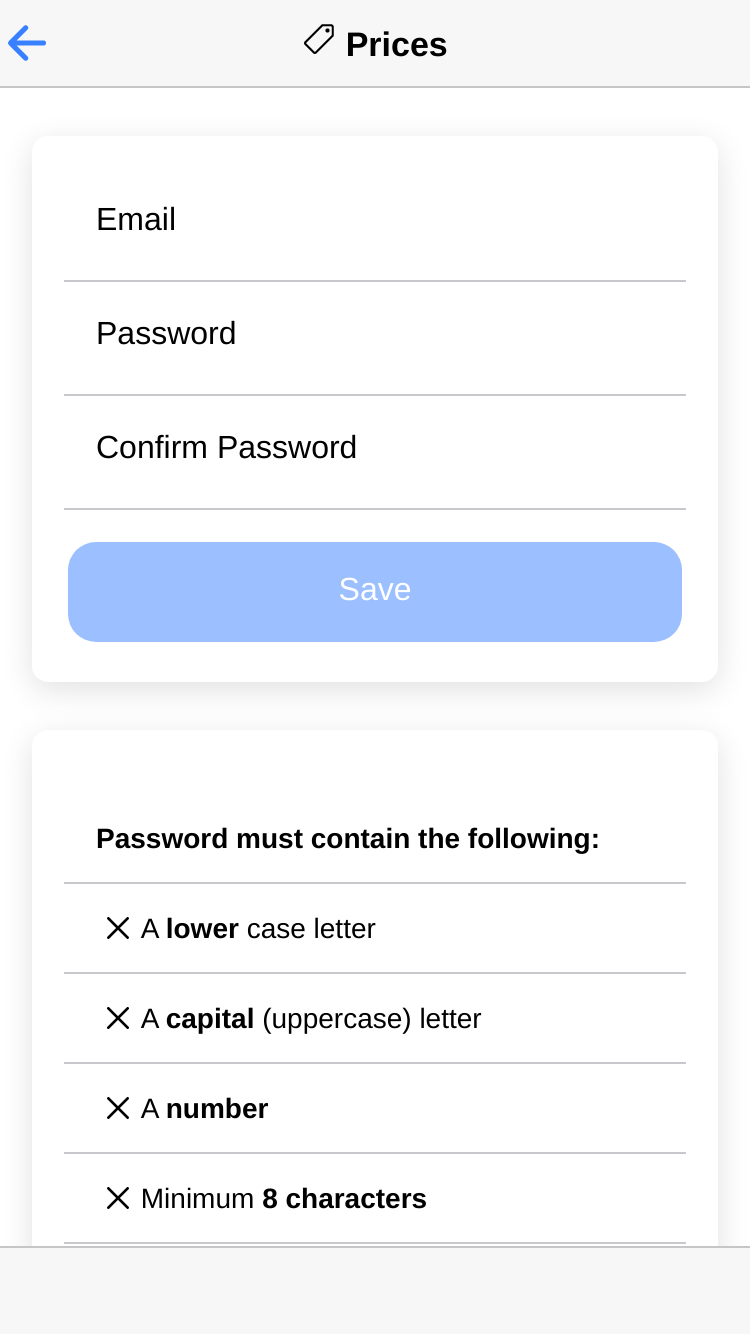 Prices
Email
Password
Confirm Password
Save
Password must contain the following:
A lower case letter
A capital (uppercase) letter
A number
Minimum 8 characters